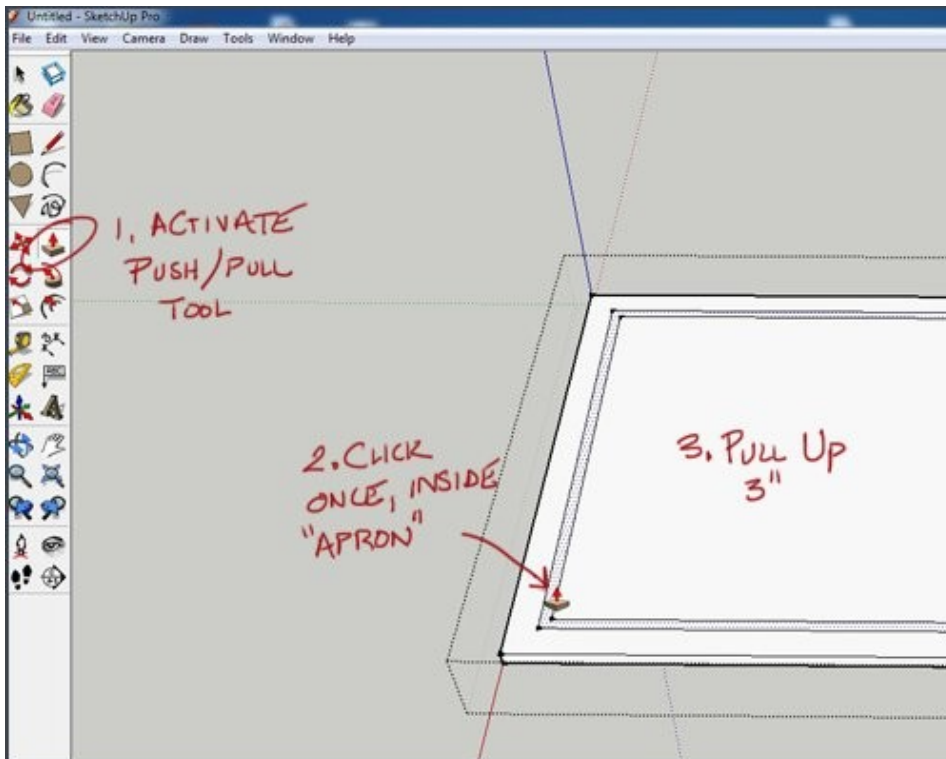 Untitled - SketchUp Pro
File Edit View Camera Draw Tools Window Help
1. ACTIVATE
PUSH/PULL
TOOL
2. CLICK
ONCE, INSIDE
"APRON"
3. PULL UP
3"
ABC